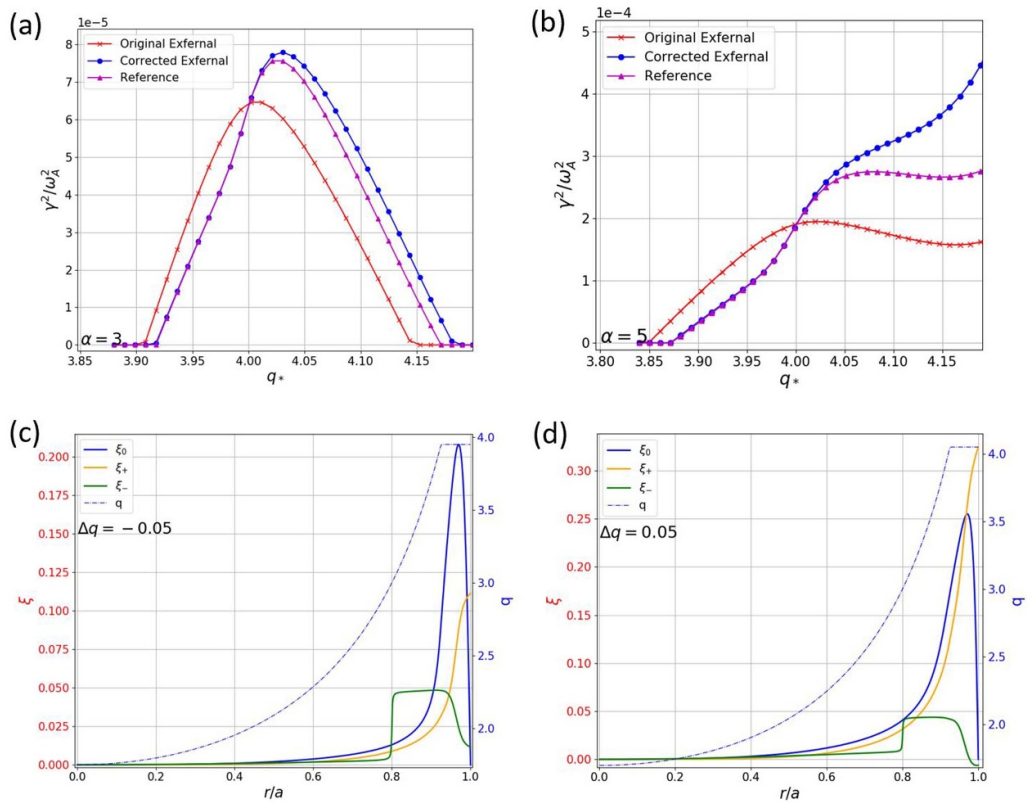 (a)
1e−5
Original Exfernal
Corrected Exfernal
Reference
γ²/ω²_A
8
7
6
5
4
3
2
1
0
α = 3
3.85 3.90 3.95 4.00 4.05 4.10 4.15
q*
(b)
1e−4
Original Exfernal
Corrected Exfernal
Reference
γ²/ω²_A
5
4
3
2
1
0
α = 5
3.80 3.85 3.90 3.95 4.00 4.05 4.10 4.15
q*
(c)
ξ₀
ξ₊
ξ₋
q
Δq = −0.05
ξ
0.200
0.175
0.150
0.125
0.100
0.075
0.050
0.025
0.000
q
4.0
3.5
3.0
2.5
2.0
0.0 0.2 0.4 0.6 0.8 1.0
r/a
(d)
ξ₀
ξ₊
ξ₋
q
Δq = 0.05
ξ
0.30
0.25
0.20
0.15
0.10
0.05
0.00
q
4.0
3.5
3.0
2.5
2.0
0.0 0.2 0.4 0.6 0.8 1.0
r/a